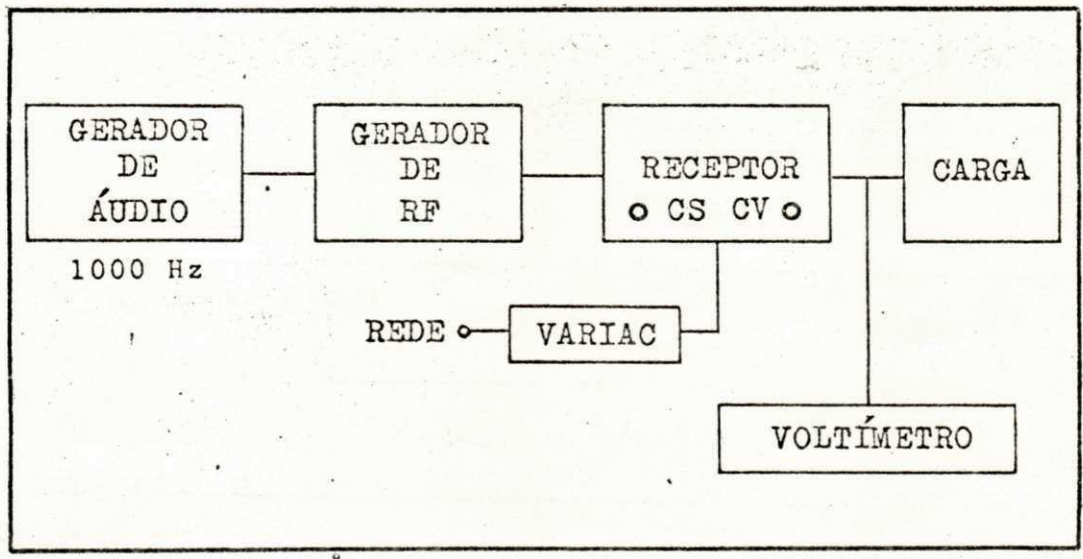 GERADOR
DE
ÁUDIO
1000 Hz
GERADOR
DE
RF
RECEPTOR
CS CV
CARGA
REDE
VARIAC
VOLTÍMETRO